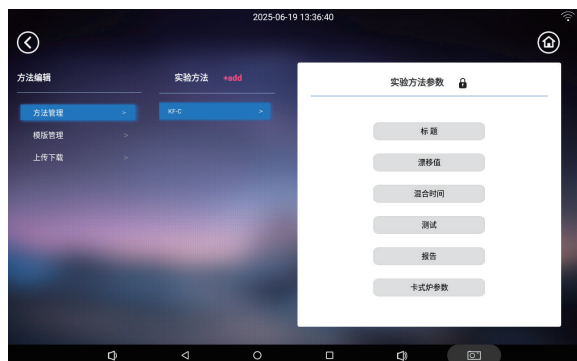 2025-06-19 13:36:40
方法编辑
实验方法 +add
实验方法参数
方法管理 >
KF-C >
模版管理 >
上传下载 >
标 题
漂移值
混合时间
测试
报告
卡式炉参数